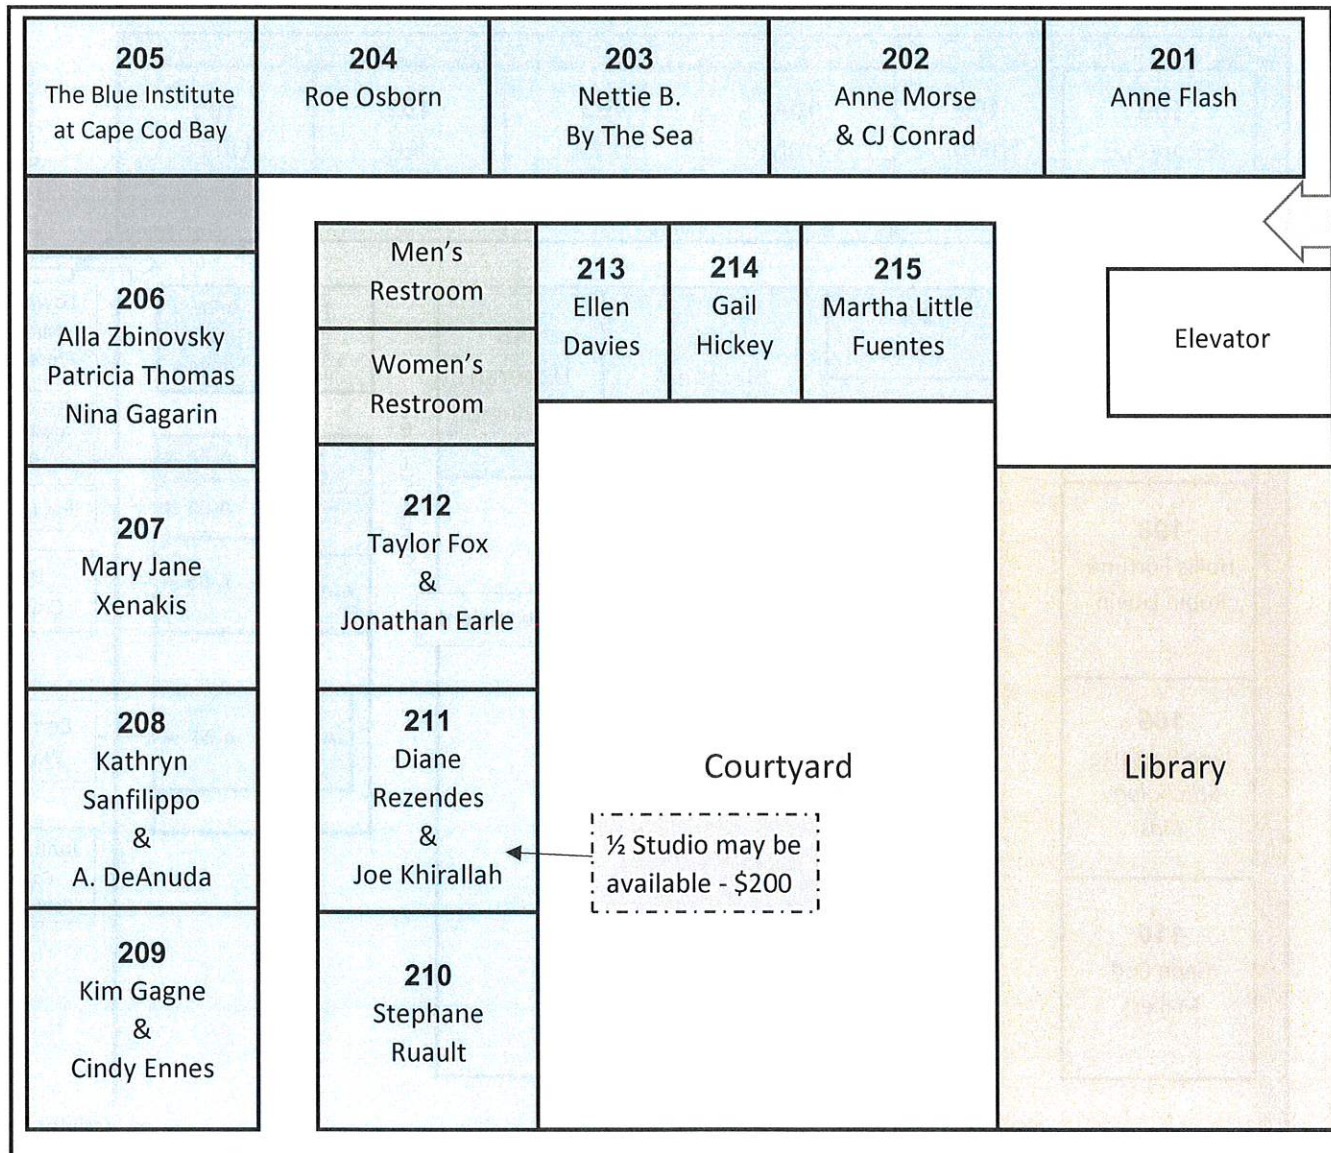 205
The Blue Institute
at Cape Cod Bay
204
Roe Osborn
203
Nettie B.
By The Sea
202
Anne Morse
& CJ Conrad
201
Anne Flash
206
Alla Zbinovsky
Patricia Thomas
Nina Gagarin
Men's
Restroom
Women's
Restroom
213
Ellen
Davies
214
Gail
Hickey
215
Martha Little
Fuentes
Elevator
207
Mary Jane
Xenakis
212
Taylor Fox
&
Jonathan Earle
208
Kathryn
Sanfilippo
&
A. DeAnuda
211
Diane
Rezendes
&
Joe Khirallah
½ Studio may be
available - $200
Courtyard
Library
209
Kim Gagne
&
Cindy Ennes
210
Stephane
Ruault